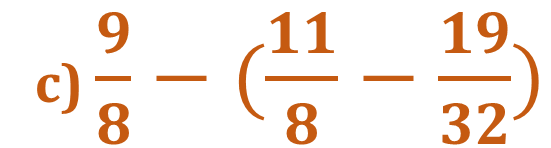 c) 9/8 − (11/8 − 19/32)